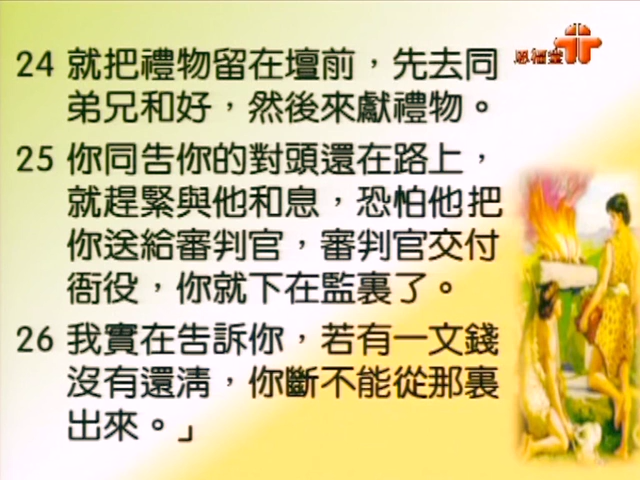 恩福堂
24 就把禮物留在壇前，先去同
弟兄和好，然後來獻禮物。
25 你同告你的對頭還在路上，
就趕緊與他和息，恐怕他把
你送給審判官，審判官交付
衙役，你就下在監裏了。
26 我實在告訴你，若有一文錢
沒有還清，你斷不能從那裏
出來。」